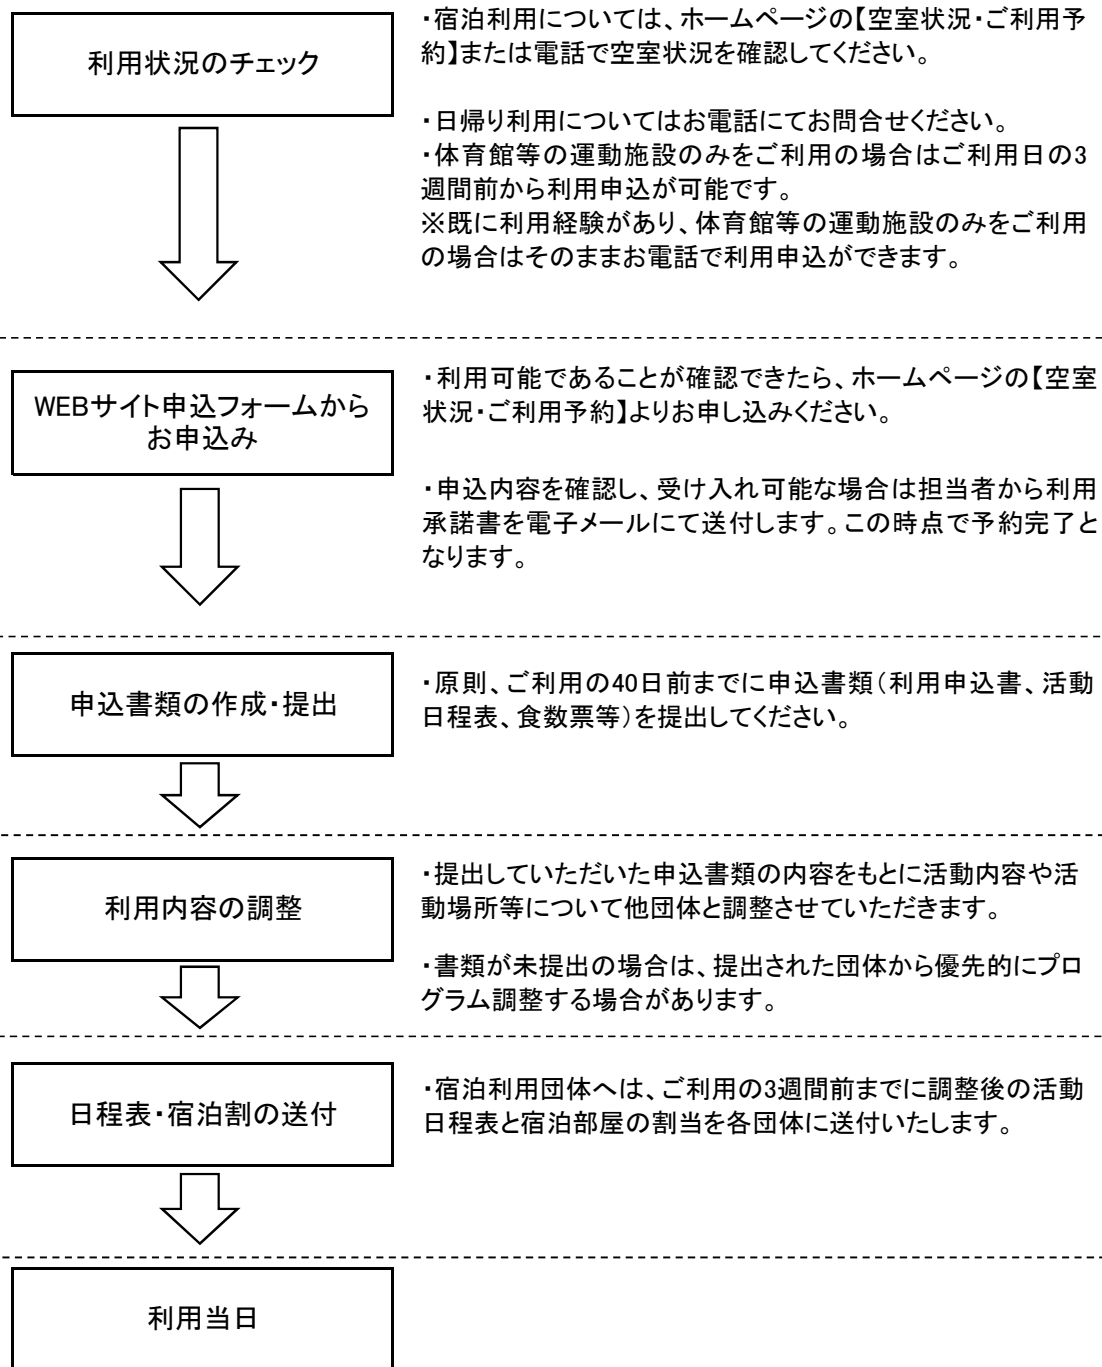 利用状況のチェック
・宿泊利用については、ホームページの【空室状況・ご利用予
約】または電話で空室状況を確認してください。
・日帰り利用についてはお電話にてお問合せください。
・体育館等の運動施設のみをご利用の場合はご利用日の3
週間前から利用申込が可能です。
※既に利用経験があり、体育館等の運動施設のみをご利用
の場合はそのままお電話で利用申込ができます。
WEBサイト申込フォームから
お申込み
・利用可能であることが確認できたら、ホームページの【空室
状況・ご利用予約】よりお申し込みください。
・申込内容を確認し、受け入れ可能な場合は担当者から利用
承諾書を電子メールにて送付します。この時点で予約完了と
なります。
申込書類の作成・提出
・原則、ご利用の40日前までに申込書類（利用申込書、活動
日程表、食数票等）を提出してください。
利用内容の調整
・提出していただいた申込書類の内容をもとに活動内容や活
動場所等について他団体と調整させていただきます。
・書類が未提出の場合は、提出された団体から優先的にプロ
グラム調整する場合があります。
日程表・宿泊割の送付
・宿泊利用団体へは、ご利用の3週間前までに調整後の活動
日程表と宿泊部屋の割当を各団体に送付いたします。
利用当日